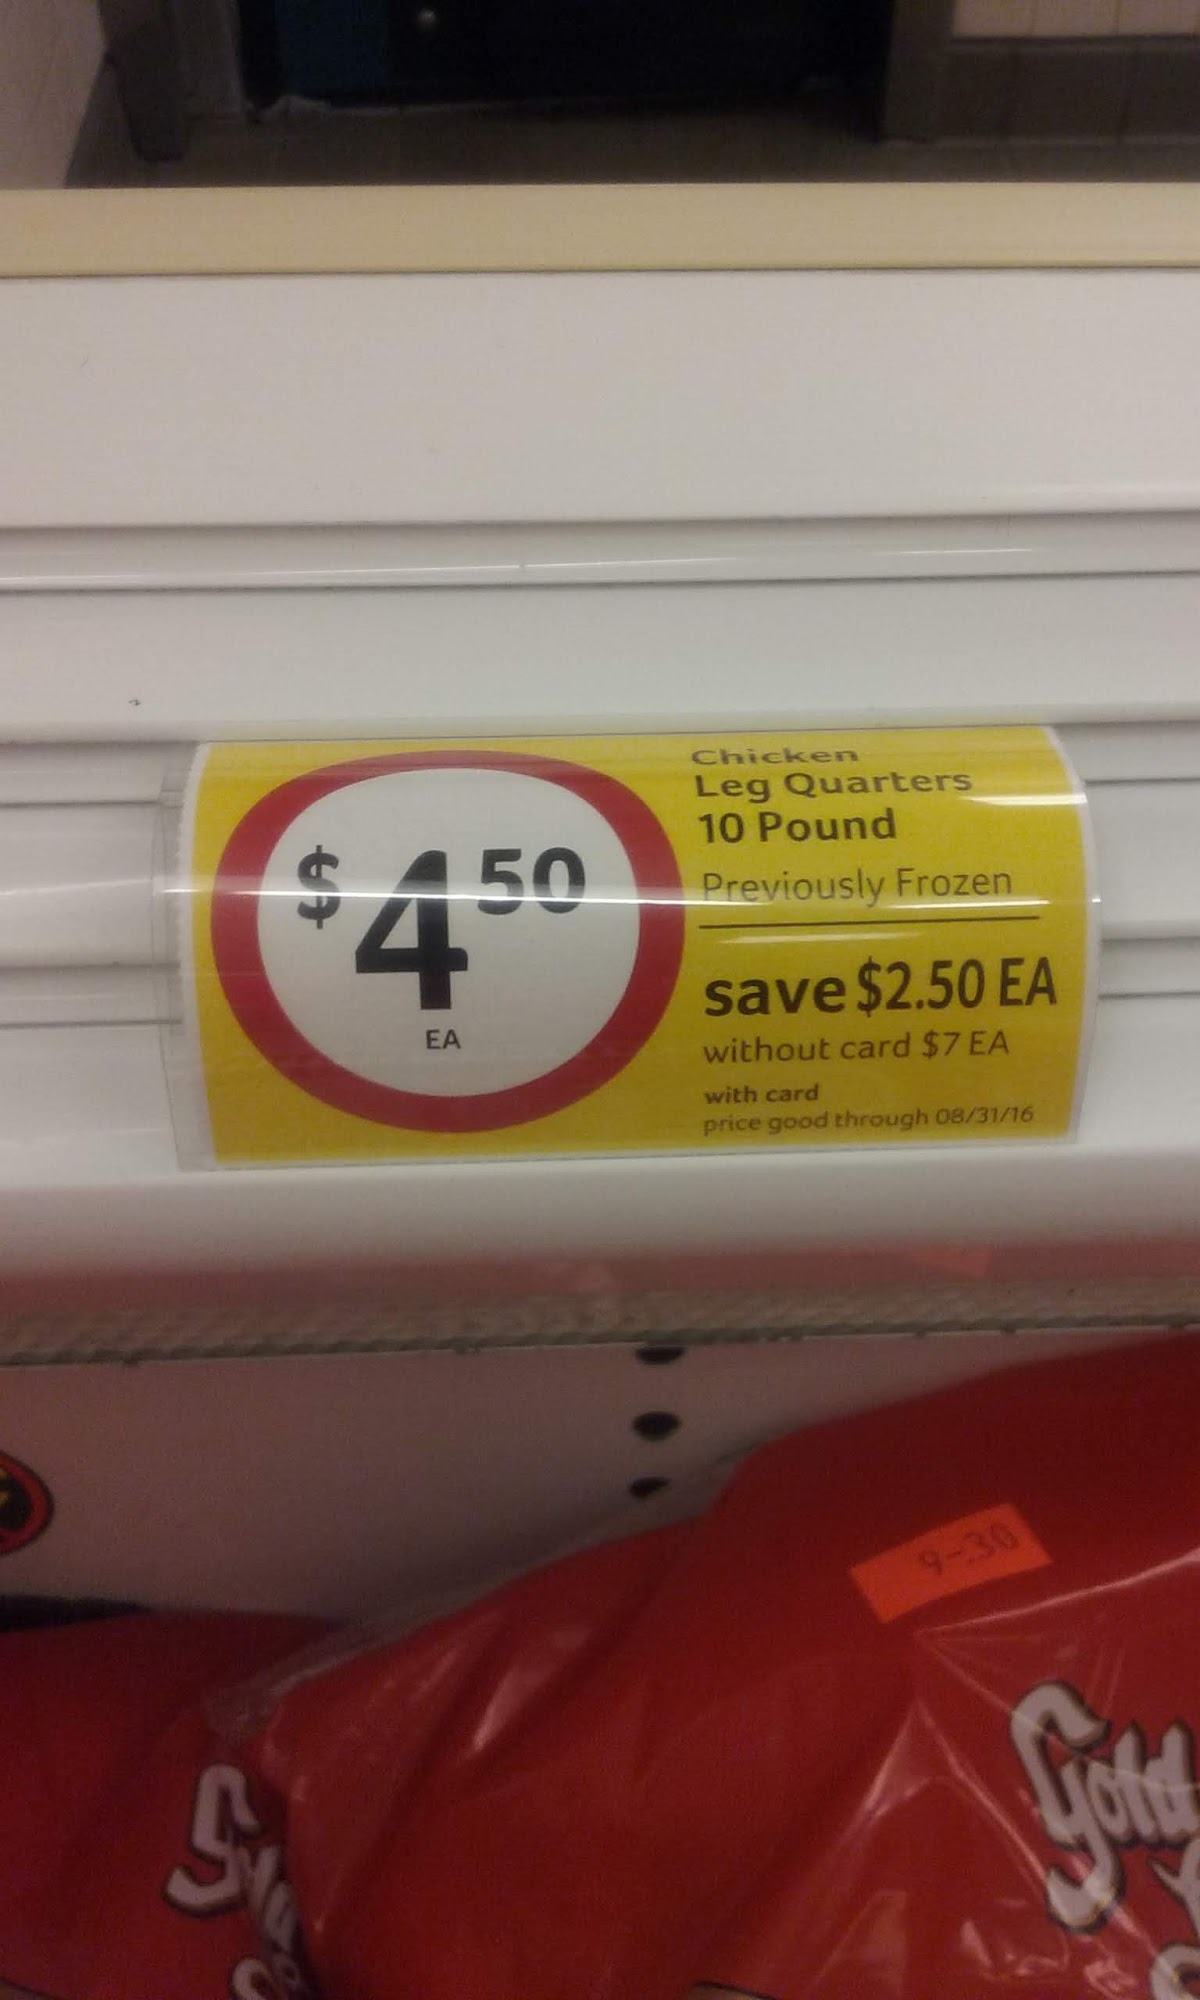 $4 50
EA
Chicken
Leg Quarters
10 Pound
Previously Frozen
save $2.50 EA
without card $7 EA
with card
price good through 08/31/16
9-30
Gold